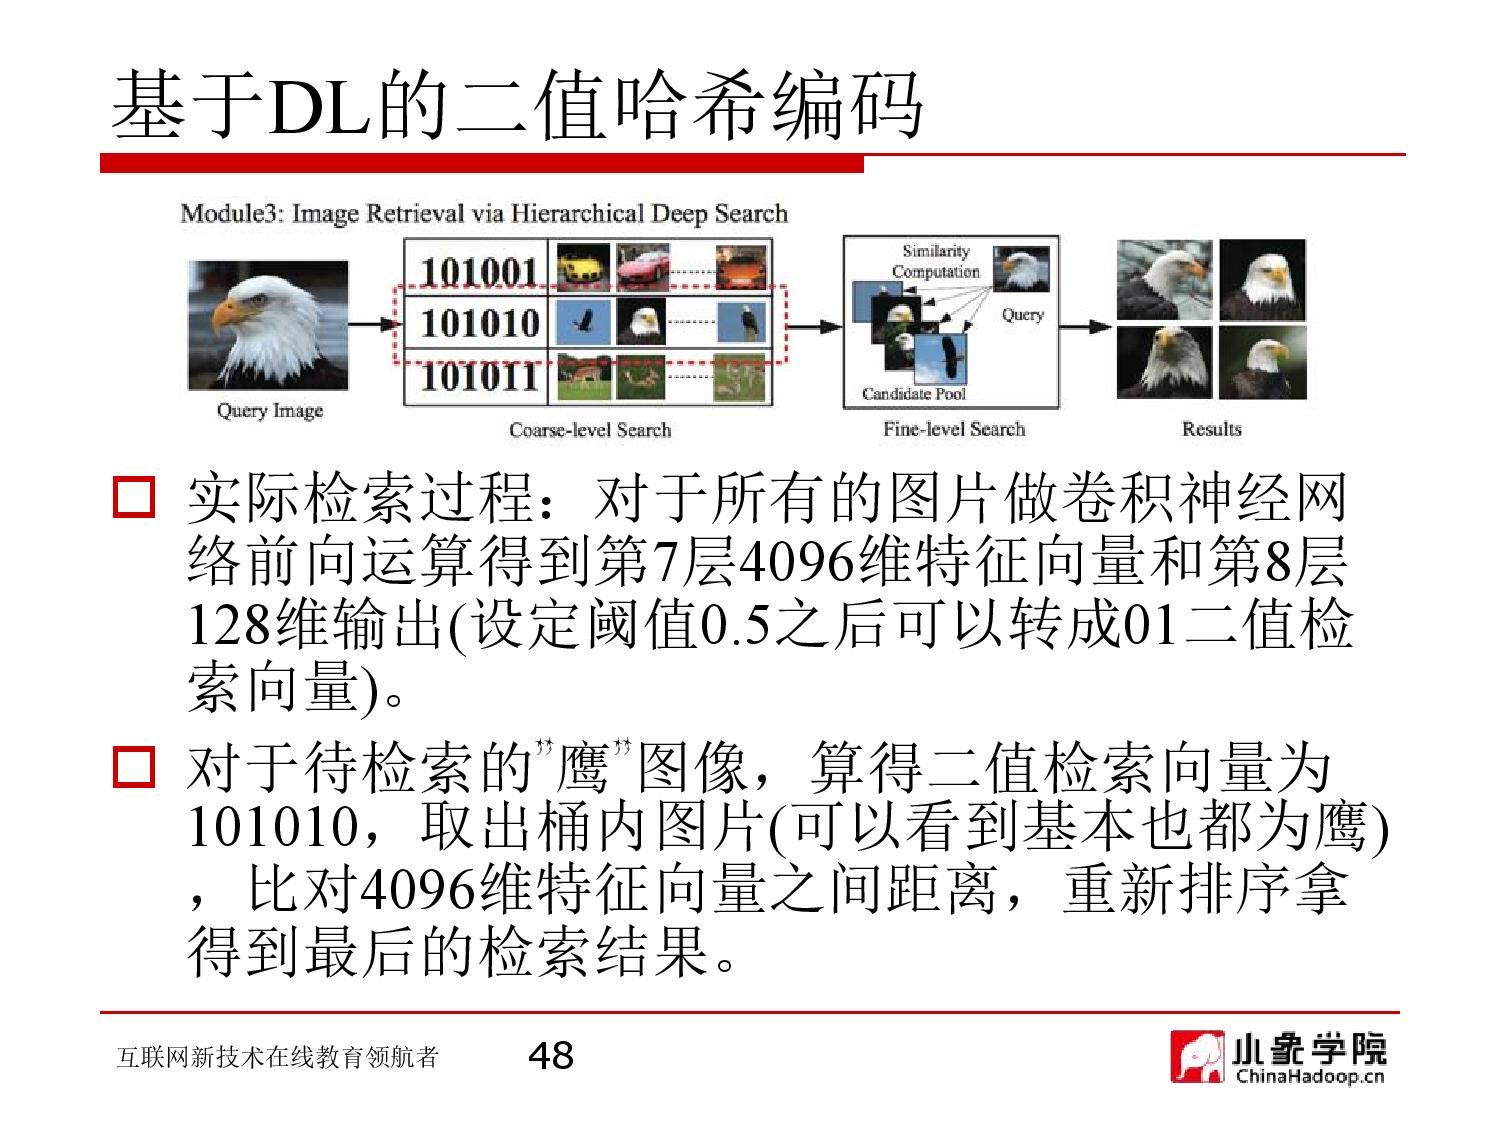 基于DL的二值哈希编码
Module3: Image Retrieval via Hierarchical Deep Search
101001
101010
101011
Query Image
Coarse-level Search
Similarity
Computation
Query
Candidate Pool
Fine-level Search
Results
实际检索过程：对于所有的图片做卷积神经网
络前向运算得到第7层4096维特征向量和第8层
128维输出(设定阈值0.5之后可以转成01二值检
索向量)。
对于待检索的”鹰”图像，算得二值检索向量为
101010，取出桶内图片(可以看到基本也都为鹰)
，比对4096维特征向量之间距离，重新排序拿
得到最后的检索结果。
互联网新技术在线教育领航者
48
小象学院
ChinaHadoop.cn